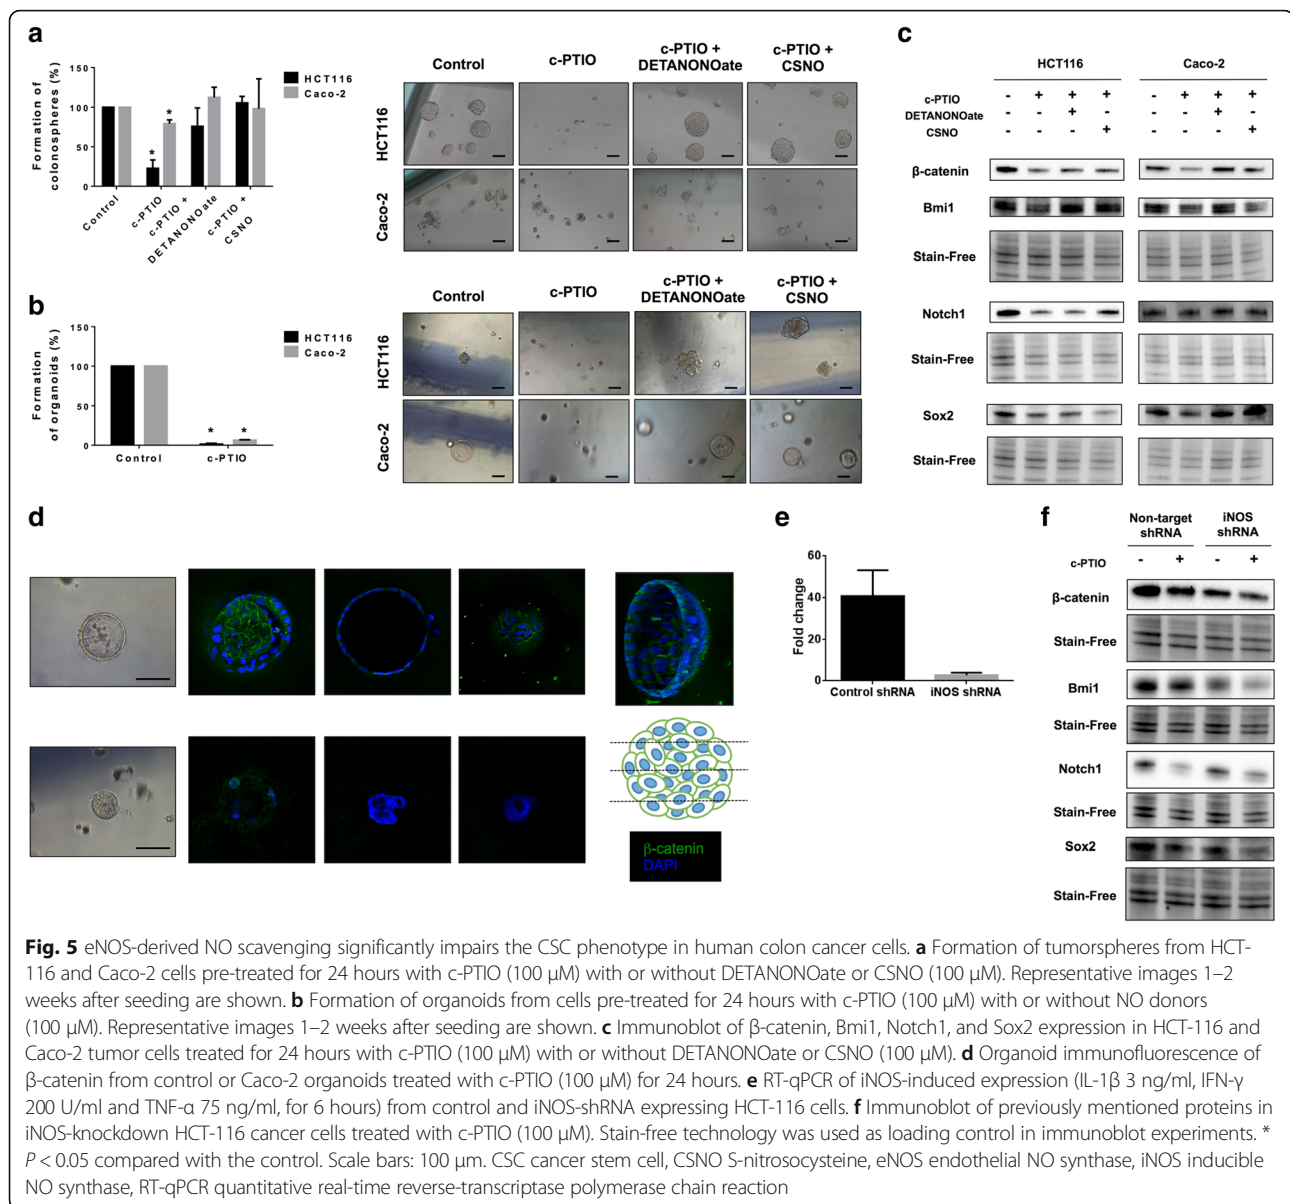 a
Formation of
colonospheres (%)
150
100
50
0
HCT116
Caco-2
*
*
Control
c-PTIO
c-PTIO +
DETANONOate
c-PTIO +
CSNO
Control
c-PTIO
c-PTIO +
DETANONOate
c-PTIO +
CSNO
HCT116
Caco-2
b
Formation
of organoids (%)
150
100
50
0
HCT116
Caco-2
* *
Control
c-PTIO
Control
c-PTIO
c-PTIO +
DETANONOate
c-PTIO +
CSNO
HCT116
Caco-2
c
HCT116 Caco-2
c-PTIO - + + + - + + +
DETANONOate - - + - - +
CSNO - + - +
β-catenin
Bmi1
Stain-Free
Notch1
Stain-Free
Sox2
Stain-Free
d
β-catenin
DAPI
e
Fold change
60
40
20
0
Control shRNA iNOS shRNA
f
Non-target
shRNA
iNOS
shRNA
c-PTIO - + - +
β-catenin
Stain-Free
Bmi1
Stain-Free
Notch1
Stain-Free
Sox2
Stain-Free
Fig. 5 eNOS-derived NO scavenging significantly impairs the CSC phenotype in human colon cancer cells. a Formation of tumorspheres from HCT-
116 and Caco-2 cells pre-treated for 24 hours with c-PTIO (100 μM) with or without DETANONOate or CSNO (100 μM). Representative images 1–2
weeks after seeding are shown. b Formation of organoids from cells pre-treated for 24 hours with c-PTIO (100 μM) with or without NO donors
(100 μM). Representative images 1–2 weeks after seeding are shown. c Immunoblot of β-catenin, Bmi1, Notch1, and Sox2 expression in HCT-116 and
Caco-2 tumor cells treated for 24 hours with c-PTIO (100 μM) with or without DETANONOate or CSNO (100 μM). d Organoid immunofluorescence of
β-catenin from control or Caco-2 organoids treated with c-PTIO (100 μM) for 24 hours. e RT-qPCR of iNOS-induced expression (IL-1β 3 ng/ml, IFN-γ
200 U/ml and TNF-α 75 ng/ml, for 6 hours) from control and iNOS-shRNA expressing HCT-116 cells. f Immunoblot of previously mentioned proteins in
iNOS-knockdown HCT-116 cancer cells treated with c-PTIO (100 μM). Stain-free technology was used as loading control in immunoblot experiments. *
P < 0.05 compared with the control. Scale bars: 100 μm. CSC cancer stem cell, CSNO S-nitrosocysteine, eNOS endothelial NO synthase, iNOS inducible
NO synthase, RT-qPCR quantitative real-time reverse-transcriptase polymerase chain reaction